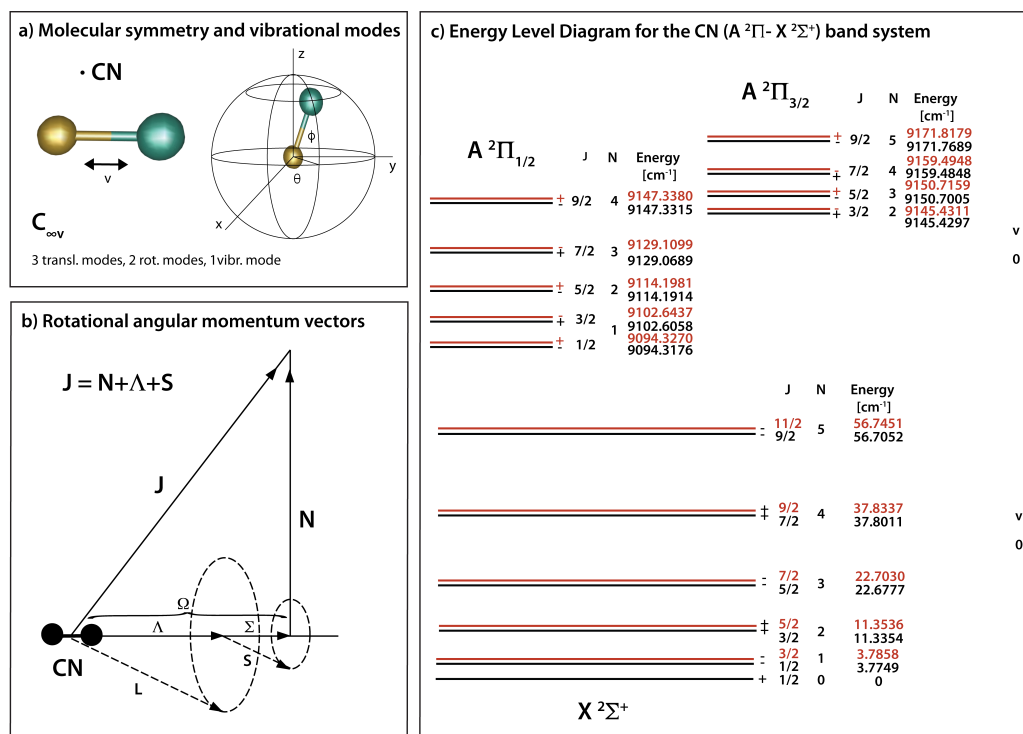 a) Molecular symmetry and vibrational modes
· CN
v
z
ϕ
y
θ
x
C∞v
3 transl. modes, 2 rot. modes, 1vibr. mode
b) Rotational angular momentum vectors
J = N+Λ+S
J
N
Ω
Λ
Σ
S
CN
L
c) Energy Level Diagram for the CN (A ²Π- X ²Σ⁺) band system
A ²Π3/2
J N Energy
[cm⁻¹]
+ 9/2 5 9171.8179
- 9171.7689
- 7/2 4 9159.4948
+ 9159.4848
+ 5/2 3 9150.7159
- 9150.7005
- 3/2 2 9145.4311
+ 9145.4297
v
0
A ²Π1/2
J N Energy
[cm⁻¹]
+ 9/2 4 9147.3380
- 9147.3315
- 7/2 3 9129.1099
+ 9129.0689
+ 5/2 2 9114.1981
- 9114.1914
- 3/2 9102.6437
+ 9102.6058
1
+ 1/2 9094.3270
- 9094.3176
J N Energy
[cm⁻¹]
- 11/2 5 56.7451
- 9/2 56.7052
+ 9/2 4 37.8337
+ 7/2 37.8011
v
0
- 7/2 3 22.7030
- 5/2 22.6777
+ 5/2 2 11.3536
+ 3/2 11.3354
- 3/2 1 3.7858
- 1/2 3.7749
+ 1/2 0 0
X ²Σ⁺